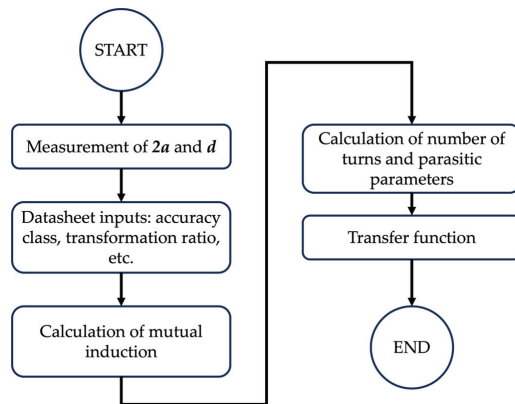 START
Measurement of 2a and d
Datasheet inputs: accuracy
class, transformation ratio,
etc.
Calculation of mutual
induction
Calculation of number of
turns and parasitic
parameters
Transfer function
END